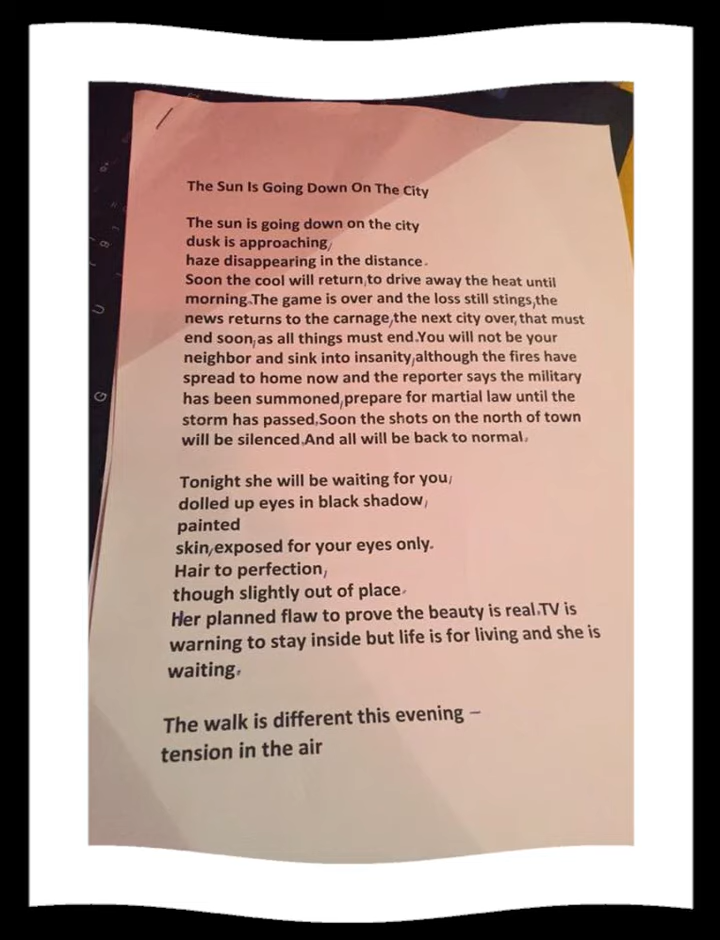 The Sun Is Going Down On The City
The sun is going down on the city
dusk is approaching,
haze disappearing in the distance.
Soon the cool will return,to drive away the heat until
morning.The game is over and the loss still stings,the
news returns to the carnage,the next city over,that must
end soon,as all things must end.You will not be your
neighbor and sink into insanity,although the fires have
spread to home now and the reporter says the military
has been summoned,prepare for martial law until the
storm has passed.Soon the shots on the north of town
will be silenced.And all will be back to normal.
Tonight she will be waiting for you,
dolled up eyes in black shadow,
painted
skin,exposed for your eyes only.
Hair to perfection,
though slightly out of place.
Her planned flaw to prove the beauty is real.TV is
warning to stay inside but life is for living and she is
waiting.
The walk is different this evening –
tension in the air